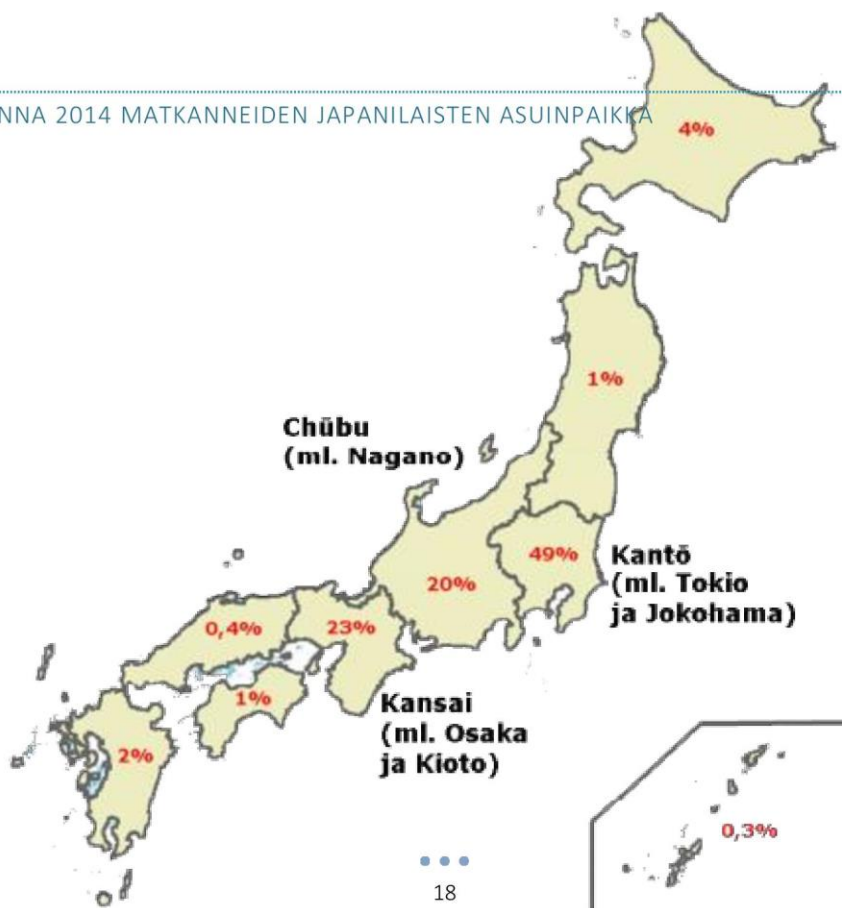 NNA 2014 MATKANNEIDEN JAPANILAISTEN ASUINPAIKKA
4%
1%
Chūbu
(ml. Nagano)
49%
Kantō
(ml. Tokio
ja Jokohama)
20%
0,4%
23%
1%
Kansai
(ml. Osaka
ja Kioto)
2%
0,3%
18